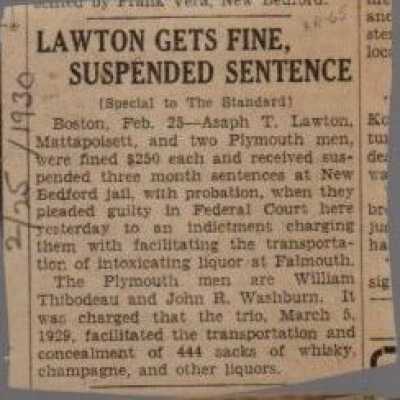 by Frank Vera, New Bedford.
LAWTON GETS FINE,
SUSPENDED SENTENCE
(Special to The Standard)
Boston, Feb. 25—Asaph T. Lawton,
Mattapoisett, and two Plymouth men,
were fined $250 each and received sus-
pended three month sentences at New
Bedford jail, with probation, when they
pleaded guilty in Federal Court here
yesterday to an indictment charging
them with facilitating the transporta-
tion of intoxicating liquor at Falmouth.
The Plymouth men are William
Thibodeau and John R. Washburn. It
was charged that the trio, March 5,
1929, facilitated the transportation and
concealment of 444 sacks of whisky,
champagne, and other liquors.
2/25/1930